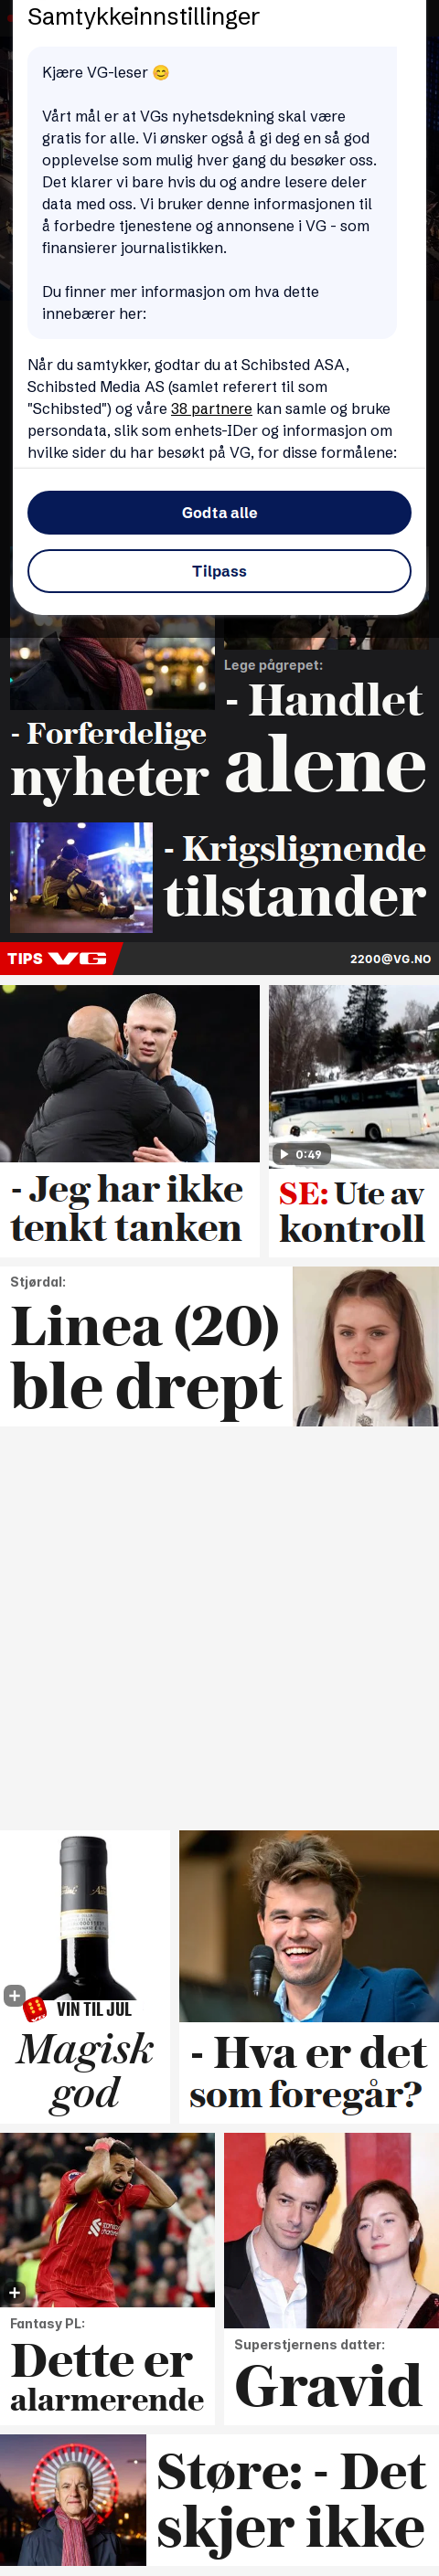 Samtykkeinnstillinger
Kjære VG-leser 😊
Vårt mål er at VGs nyhetsdekning skal være
gratis for alle. Vi ønsker også å gi deg en så god
opplevelse som mulig hver gang du besøker oss.
Det klarer vi bare hvis du og andre lesere deler
data med oss. Vi bruker denne informasjonen til
å forbedre tjenestene og annonsene i VG - som
finansierer journalistikken.
Du finner mer informasjon om hva dette
innebærer her:
Når du samtykker, godtar du at Schibsted ASA,
Schibsted Media AS (samlet referert til som
"Schibsted") og våre 38 partnere kan samle og bruke
persondata, slik som enhets-IDer og informasjon om
hvilke sider du har besøkt på VG, for disse formålene:
Godta alle
Tilpass
- Forferdelige
nyheter
Lege pågrepet:
- Handlet
alene
- Krigslignende
tilstander
TIPS VG
2200@VG.NO
- Jeg har ikke
tenkt tanken
0:49
SE: Ute av
kontroll
Stjørdal:
Linea (20)
ble drept
VIN TIL JUL
Magisk
god
- Hva er det
som foregår?
Fantasy PL:
Dette er
alarmerende
Superstjernens datter:
Gravid
Støre: - Det
skjer ikke